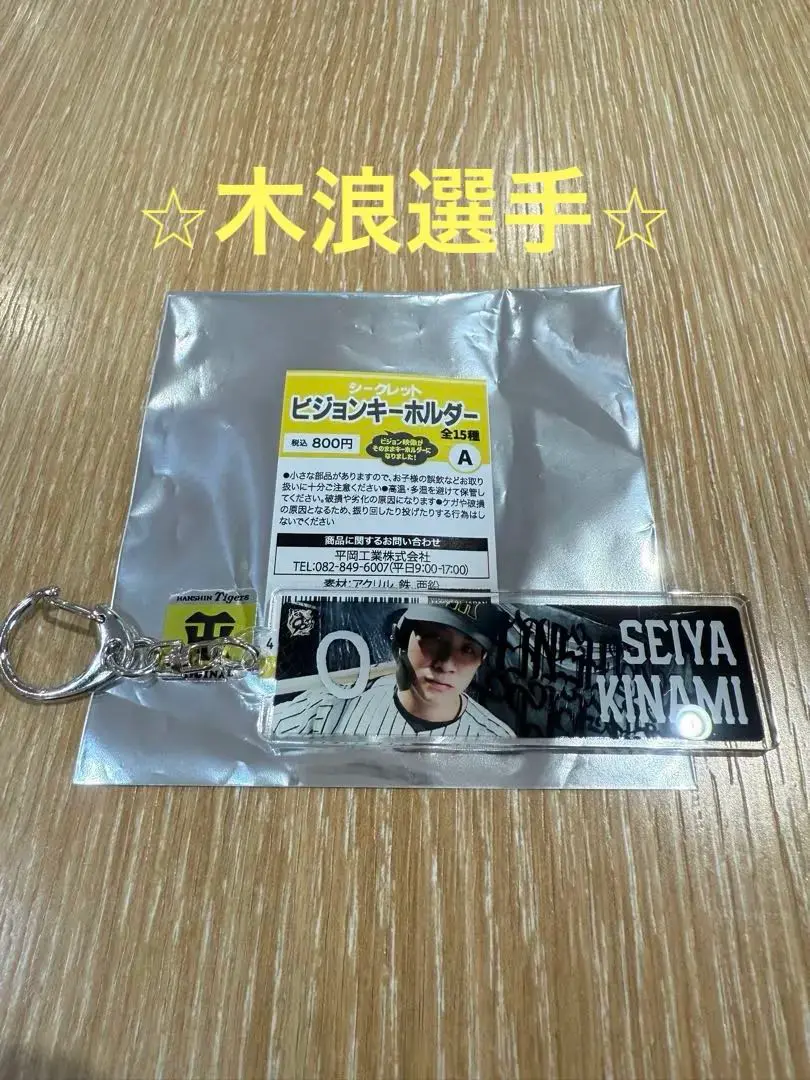 ☆木浪選手☆
シークレット
ビジョンキーホルダー
全15種
税込 800円
ビジョン映像が
そのままキーホルダーに
なりました!
A
●小さな部品がありますので、お子様の誤飲などお取り
扱いに十分ご注意ください●高温・多湿を避けて保管し
てください。破損や劣化の原因になります●ケガや破損
の原因となるため、振り回したり投げたりする行為はし
ないでください
商品に関するお問い合わせ
平岡工業株式会社
TEL:082-849-6007(平日9:00-17:00)
素材:アクリル、鉄、亜鉛
HANSHIN Tigers
4
0
SEIYA
KINAMI